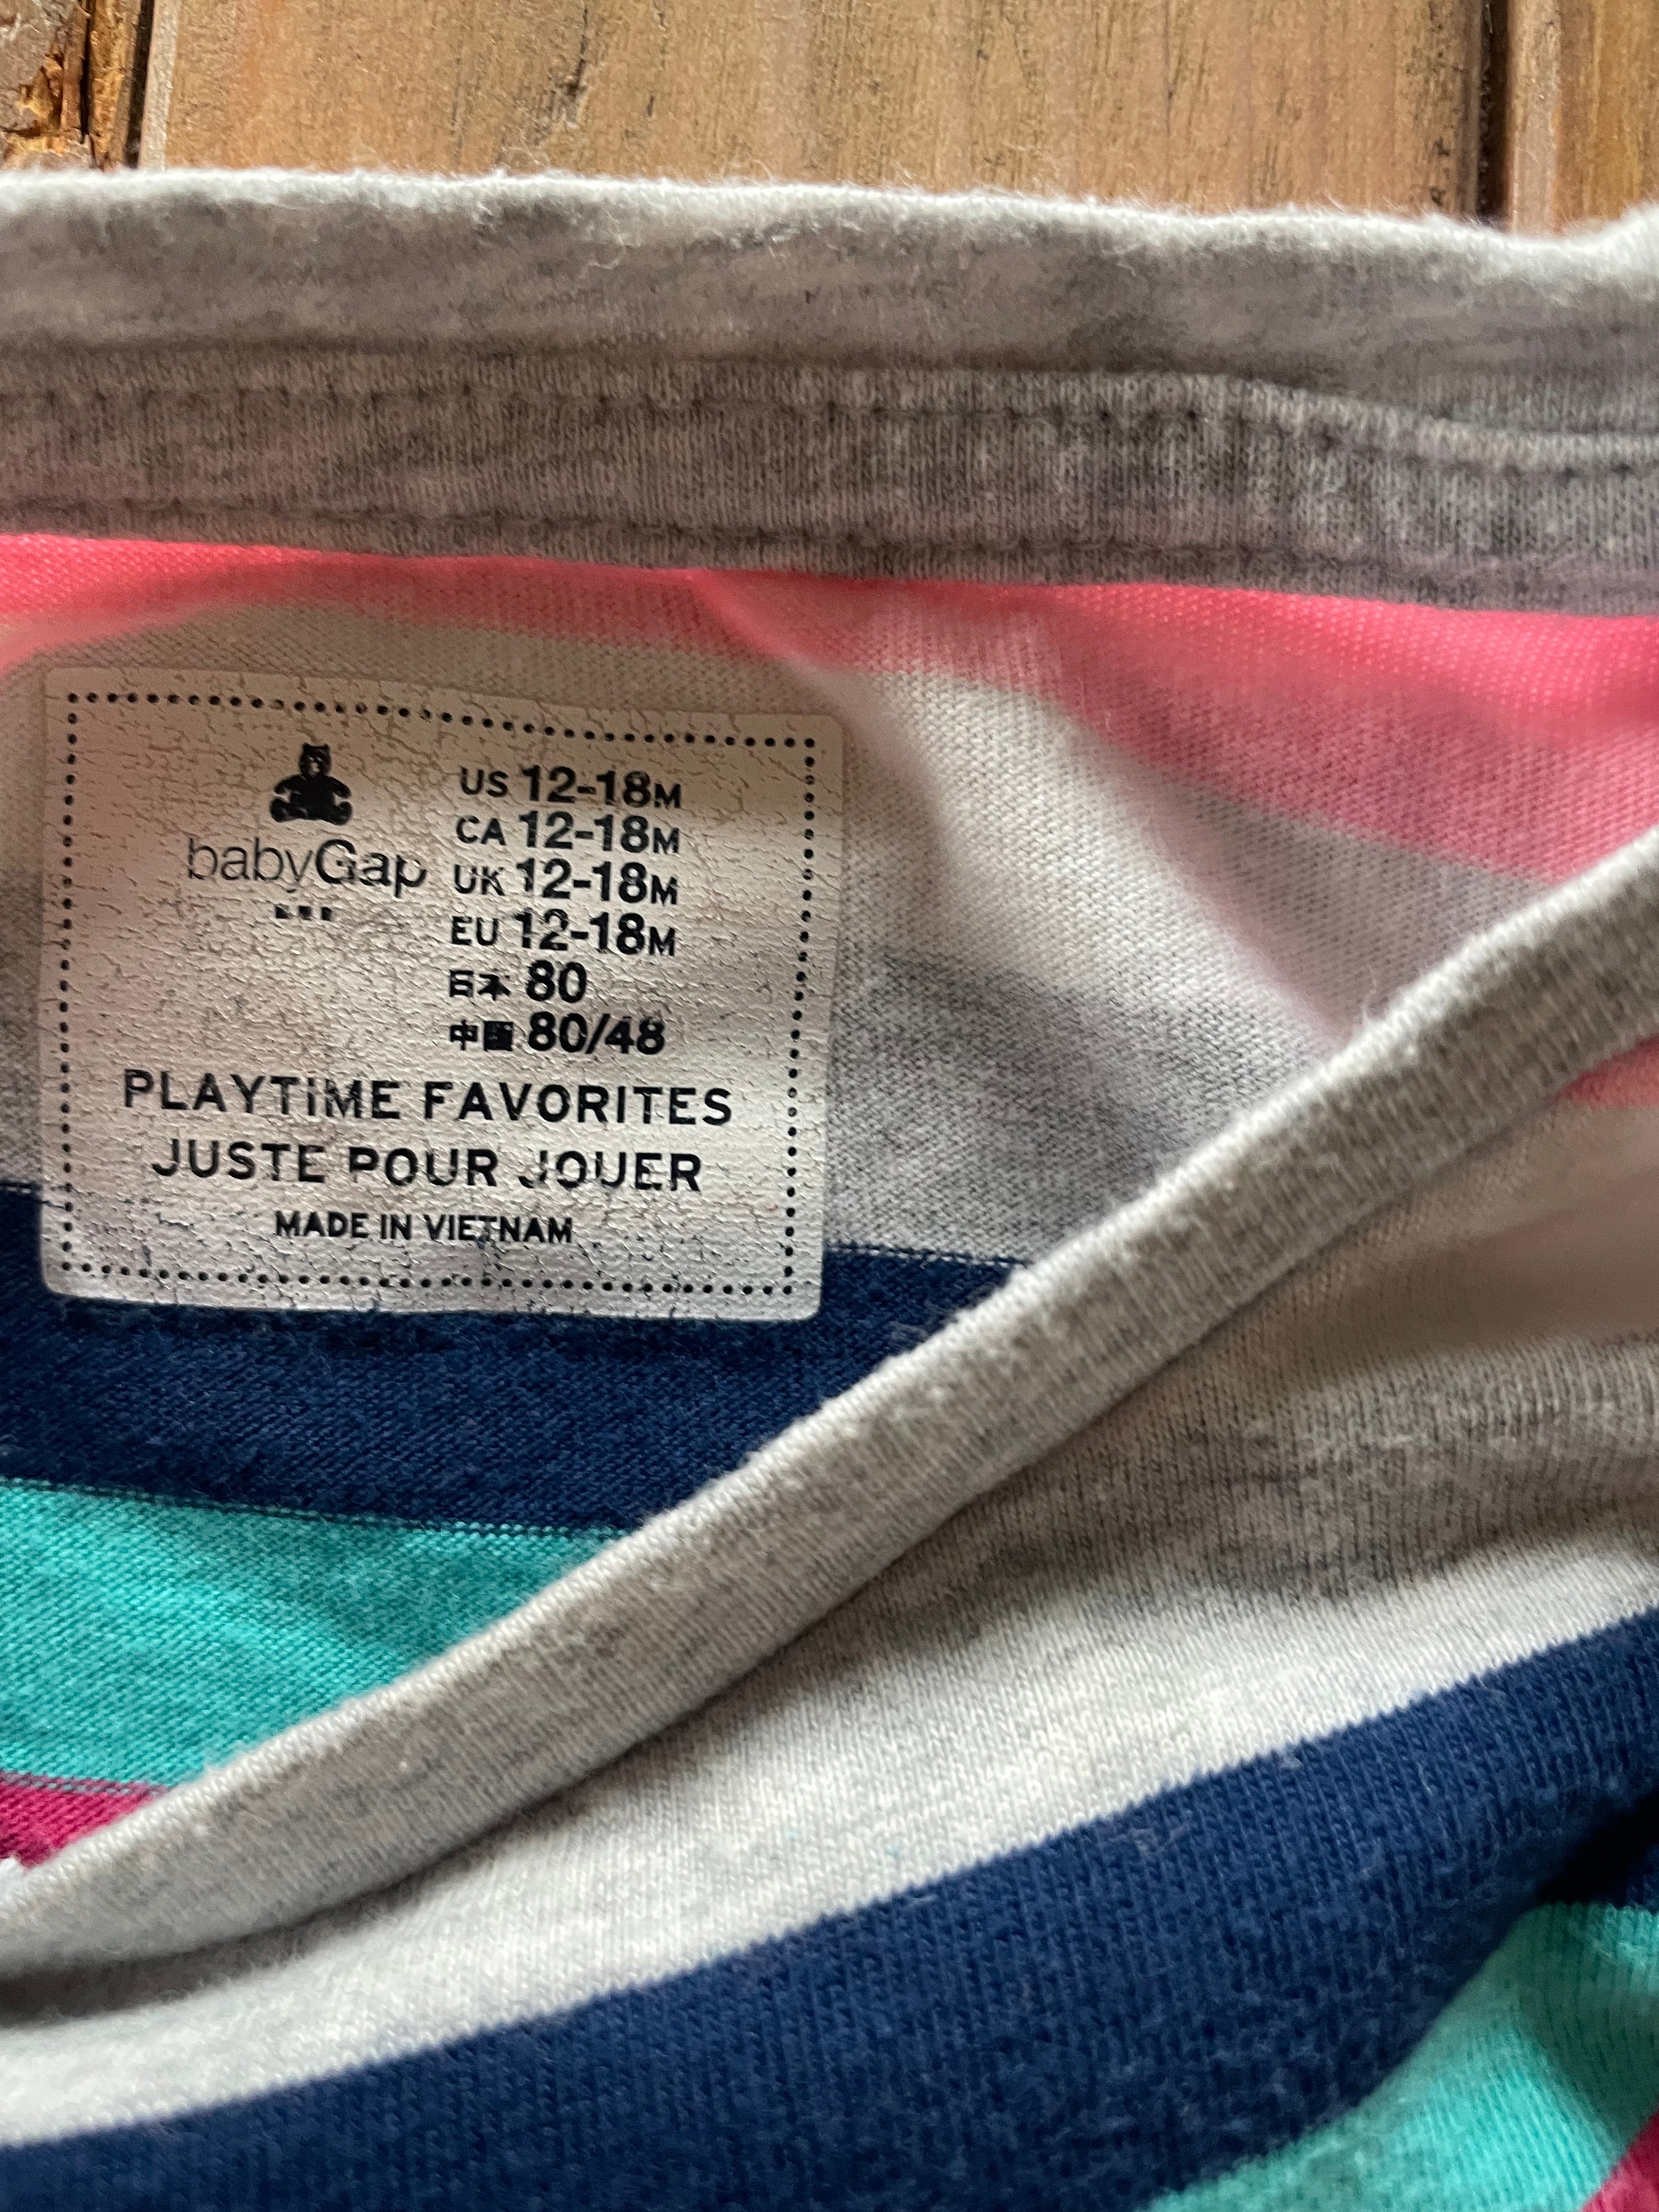 babyGap
US 12-18M
CA 12-18M
UK 12-18M
EU 12-18M
日本 80
中國 80/48
PLAYTIME FAVORITES
JUSTE POUR JOUER
MADE IN VIETNAM